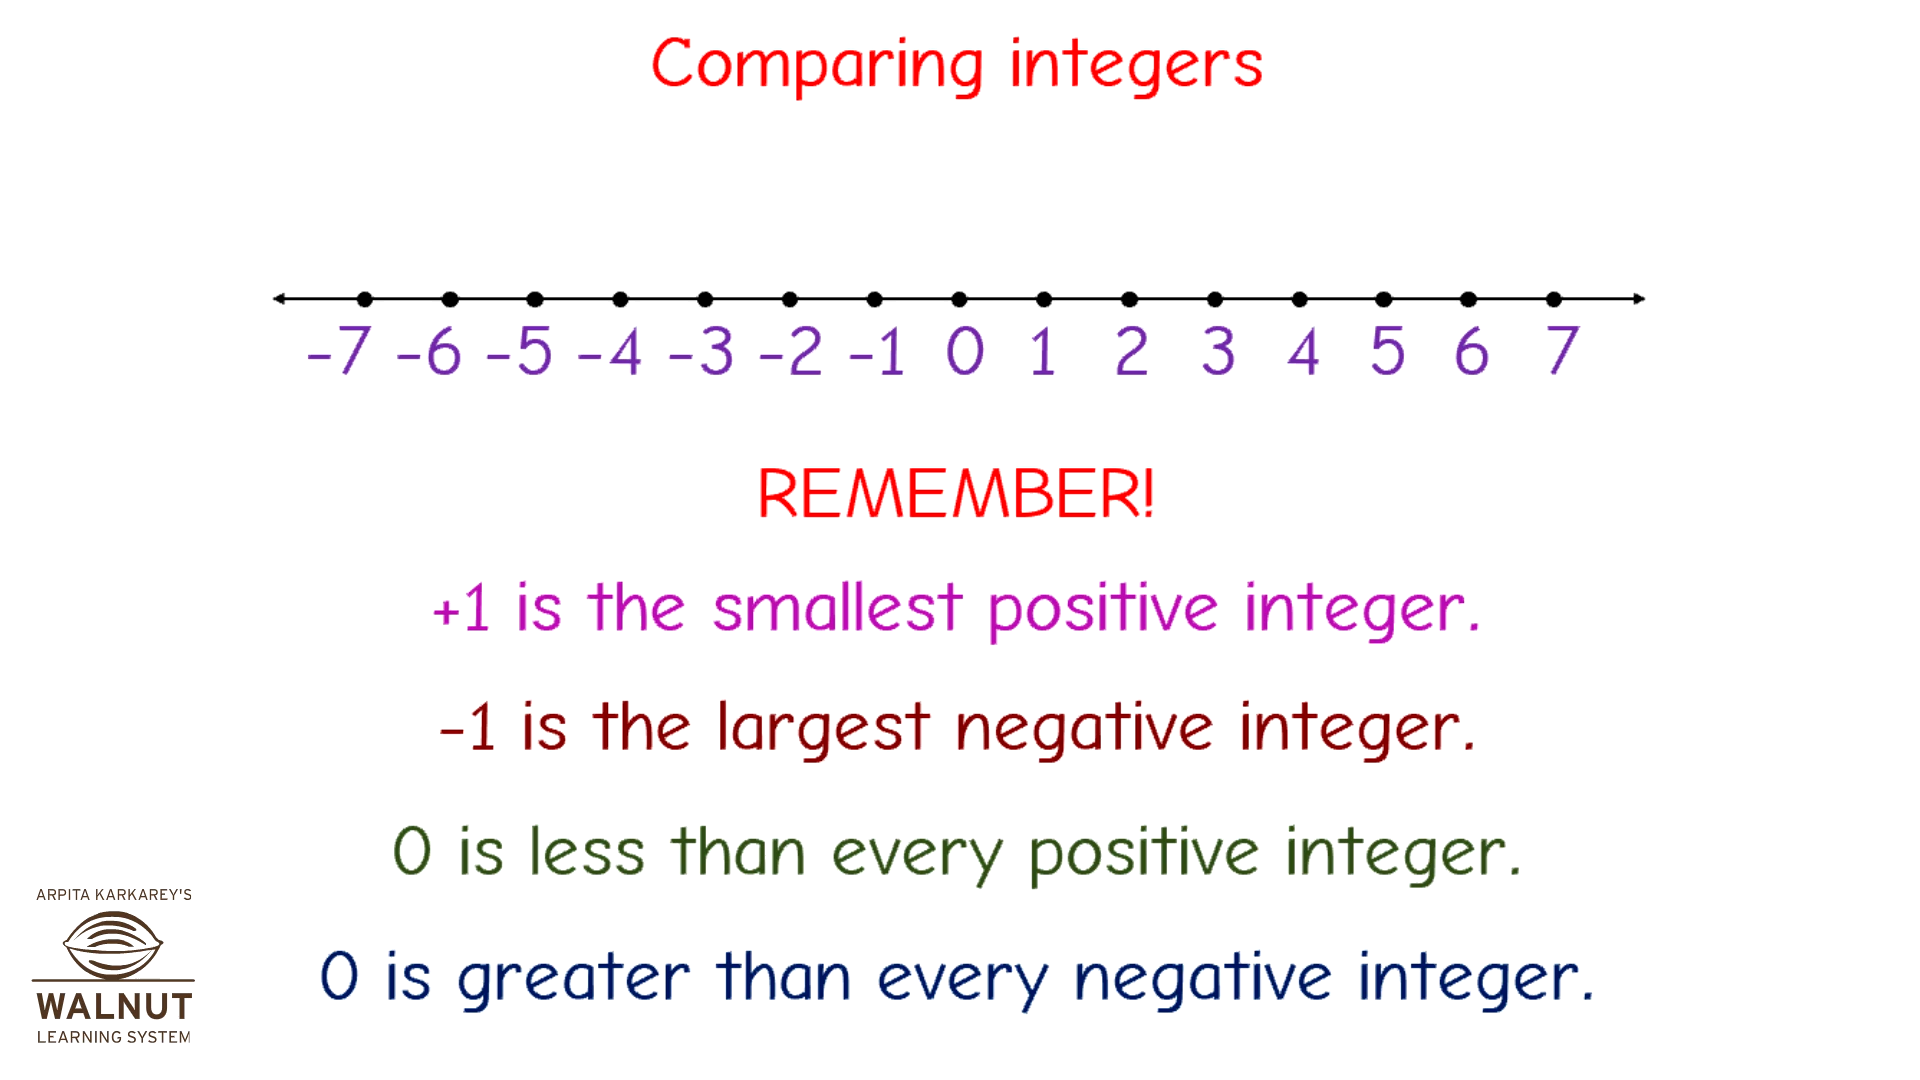 Comparing integers
-7 -6 -5 -4 -3 -2 -1 0 1 2 3 4 5 6 7
REMEMBER!
+1 is the smallest positive integer.
-1 is the largest negative integer.
0 is less than every positive integer.
0 is greater than every negative integer.
ARPITA KARKAREY'S
WALNUT
LEARNING SYSTEM